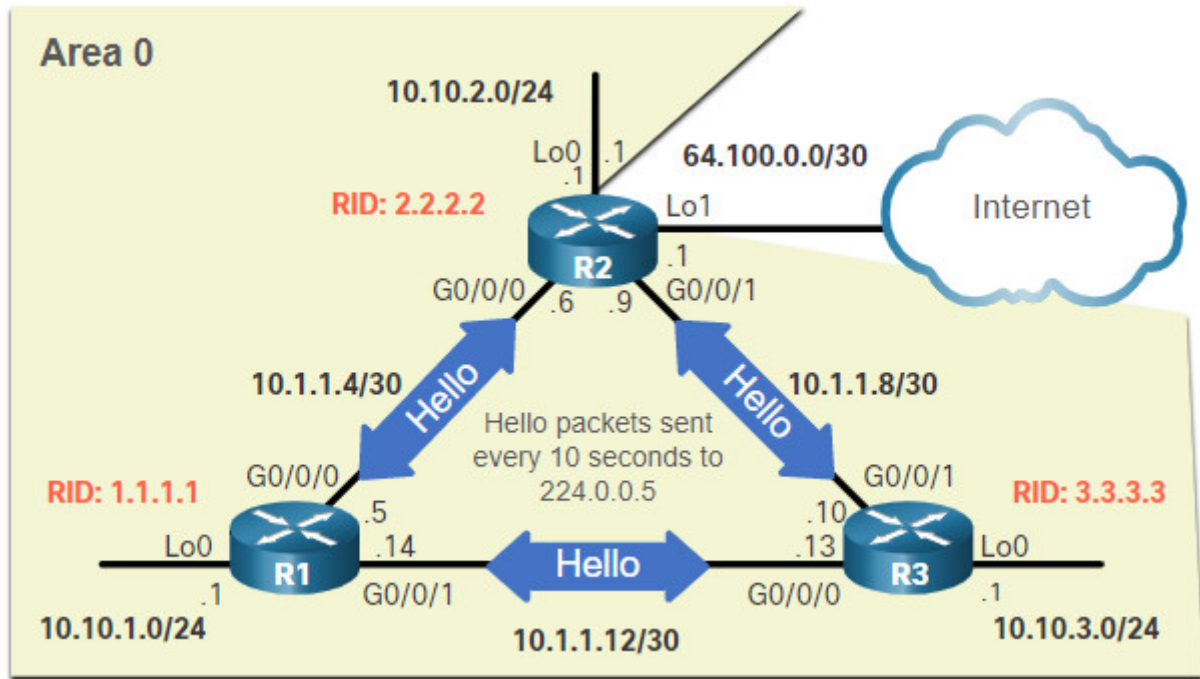 Area 0
10.10.2.0/24
Lo0
.1
.1
64.100.0.0/30
RID: 2.2.2.2
Lo1
Internet
R2
.1
G0/0/0
.6
.9
G0/0/1
10.1.1.4/30
Hello
Hello
10.1.1.8/30
Hello packets sent
every 10 seconds to
224.0.0.5
RID: 1.1.1.1
G0/0/0
G0/0/1
RID: 3.3.3.3
.5
.10
Lo0
.14
Hello
.13
Lo0
R1
R3
.1
G0/0/1
G0/0/0
.1
10.10.1.0/24
10.1.1.12/30
10.10.3.0/24